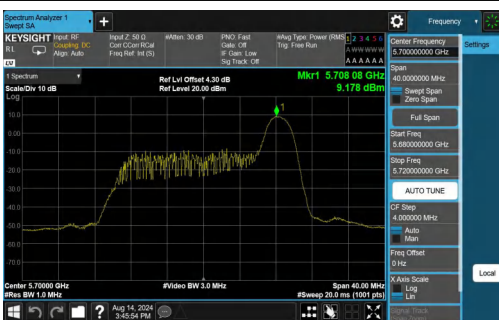 Spectrum Analyzer 1
Swept SA
Frequency
KEYSIGHT
Input: RF
Coupling: DC
Align: Auto
Input Z: 50 Ω
Corr CCorr RCal
Freq Ref: Int (S)
#Atten: 30 dB
PNO: Fast
Gate: Off
IF Gain: Low
Sig Track: Off
#Avg Type: Power (RMS
Trig: Free Run
1 2 3 4 5 6
A W W W W W
RL
1 Spectrum
Scale/Div 10 dB
Ref Lvl Offset 4.30 dB
Ref Level 20.00 dBm
Mkr1 5.708 08 GHz
9.178 dBm
Log
10.0
0.00
-10.0
-20.0
-30.0
-40.0
-50.0
-60.0
-70.0
1
Center 5.70000 GHz
#Res BW 1.0 MHz
#Video BW 3.0 MHz
Span 40.00 MHz
#Sweep 20.0 ms (1001 pts)
Aug 14, 2024
3:45:54 PM
Center Frequency
5.700000000 GHz
Settings
Span
40.0000000 MHz
Swept Span
Zero Span
Full Span
Start Freq
5.680000000 GHz
Stop Freq
5.720000000 GHz
AUTO TUNE
CF Step
4.000000 MHz
Auto
Man
Freq Offset
0 Hz
X Axis Scale
Log
Lin
Local
Signal Track